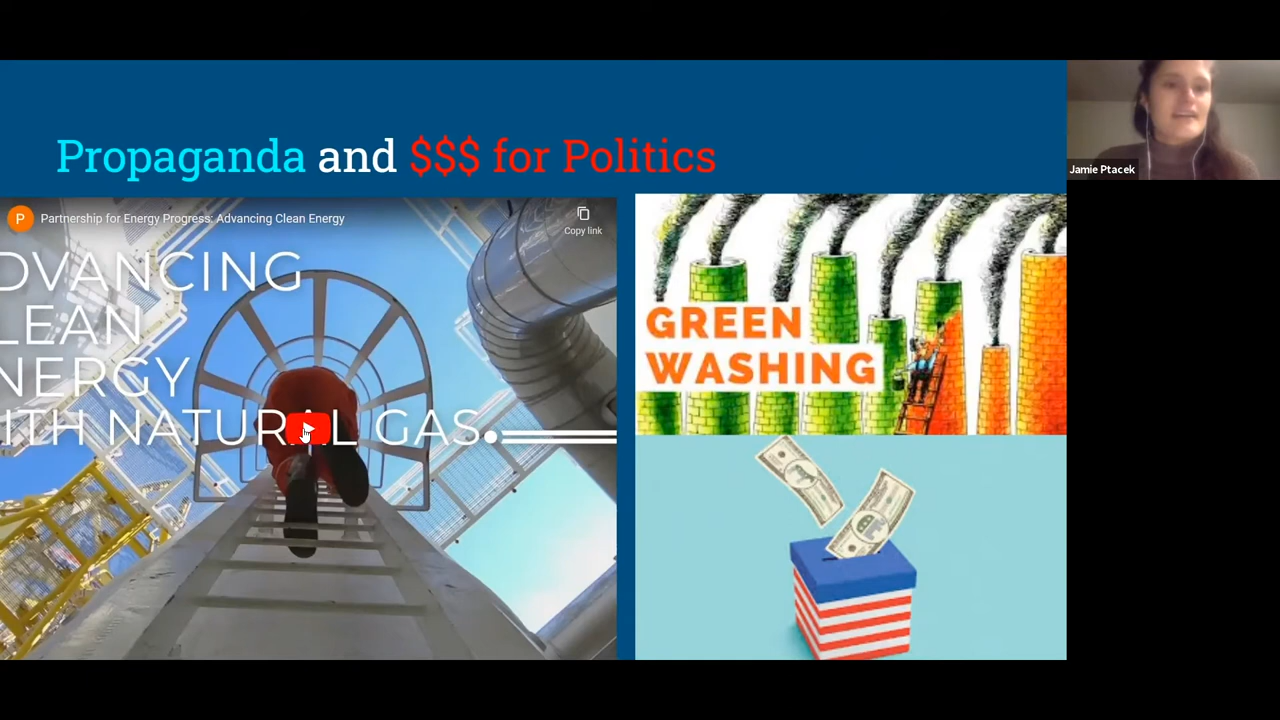 Propaganda and $$$ for Politics
Jamie Ptacek
P Partnership for Energy Progress: Advancing Clean Energy
Copy link
DVANCING
LEAN
NERGY
ITH NATURAL GAS
GREEN
WASHING